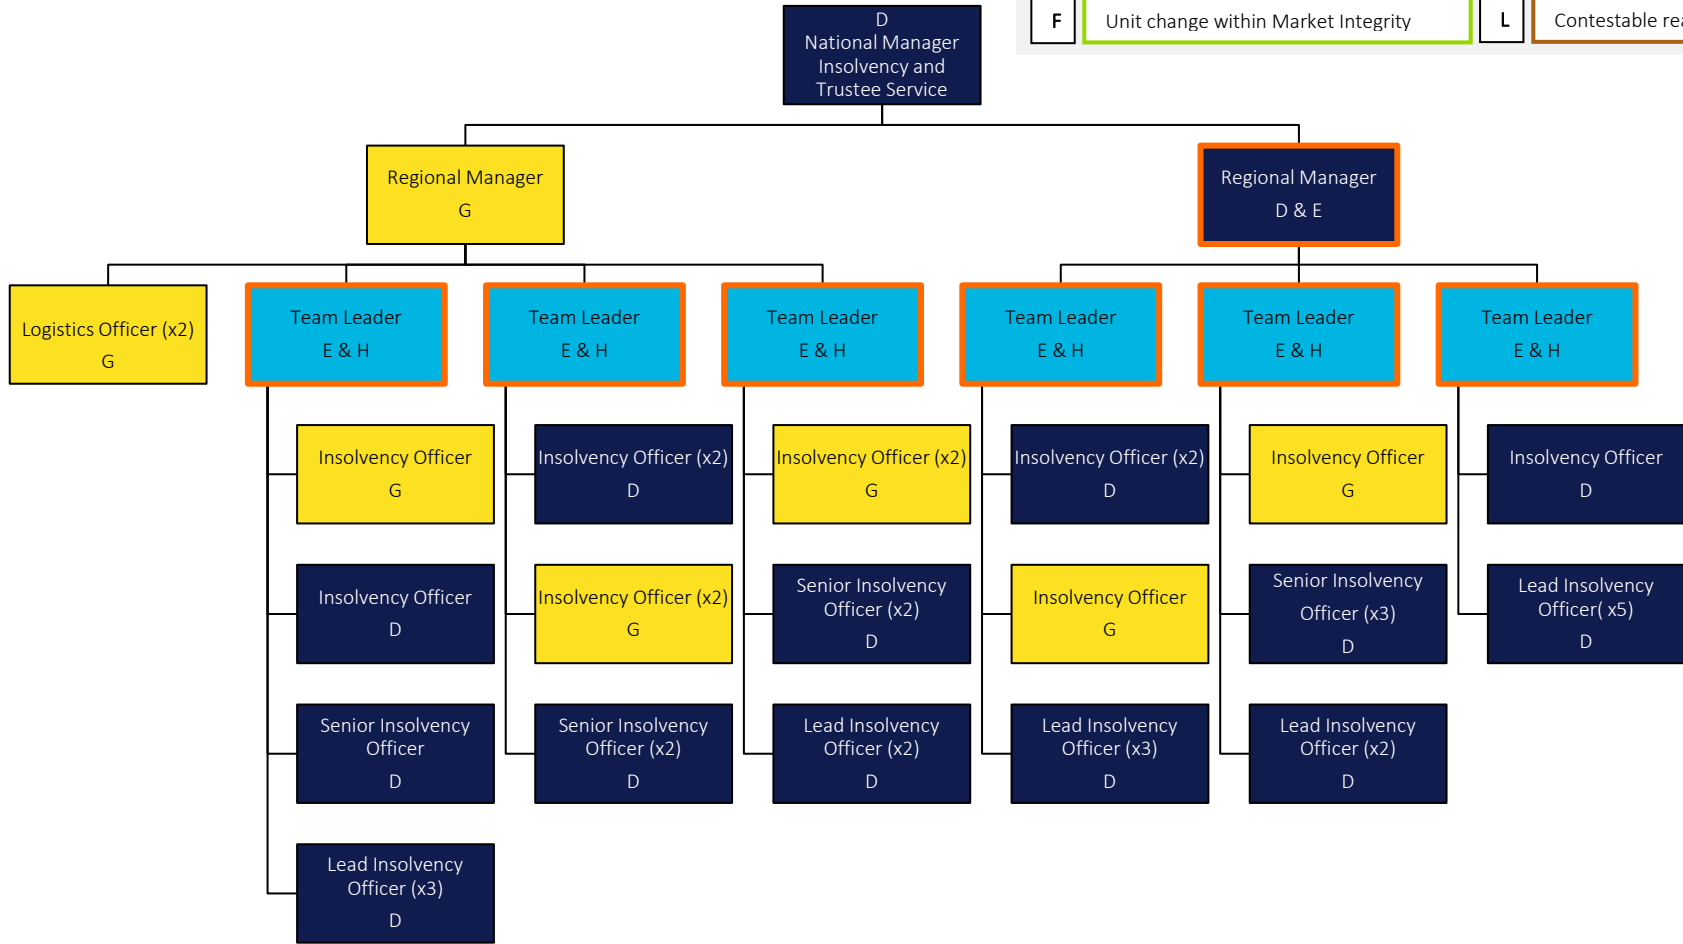 F
Unit change within Market Integrity
L
Contestable
D
National Manager
Insolvency and
Trustee Service
Regional Manager
G
Regional Manager
D & E
Logistics Officer (x2)
G
Team Leader
E & H
Team Leader
E & H
Team Leader
E & H
Team Leader
E & H
Team Leader
E & H
Team Leader
E & H
Insolvency Officer
G
Insolvency Officer (x2)
D
Insolvency Officer (x2)
G
Insolvency Officer (x2)
D
Insolvency Officer
G
Insolvency Officer
D
Insolvency Officer
D
Insolvency Officer (x2)
G
Senior Insolvency
Officer (x2)
D
Insolvency Officer
G
Senior Insolvency
Officer (x3)
D
Lead Insolvency
Officer( x5)
D
Senior Insolvency
Officer
D
Senior Insolvency
Officer (x2)
D
Lead Insolvency
Officer (x2)
D
Lead Insolvency
Officer (x3)
D
Lead Insolvency
Officer (x2)
D
Lead Insolvency
Officer (x3)
D